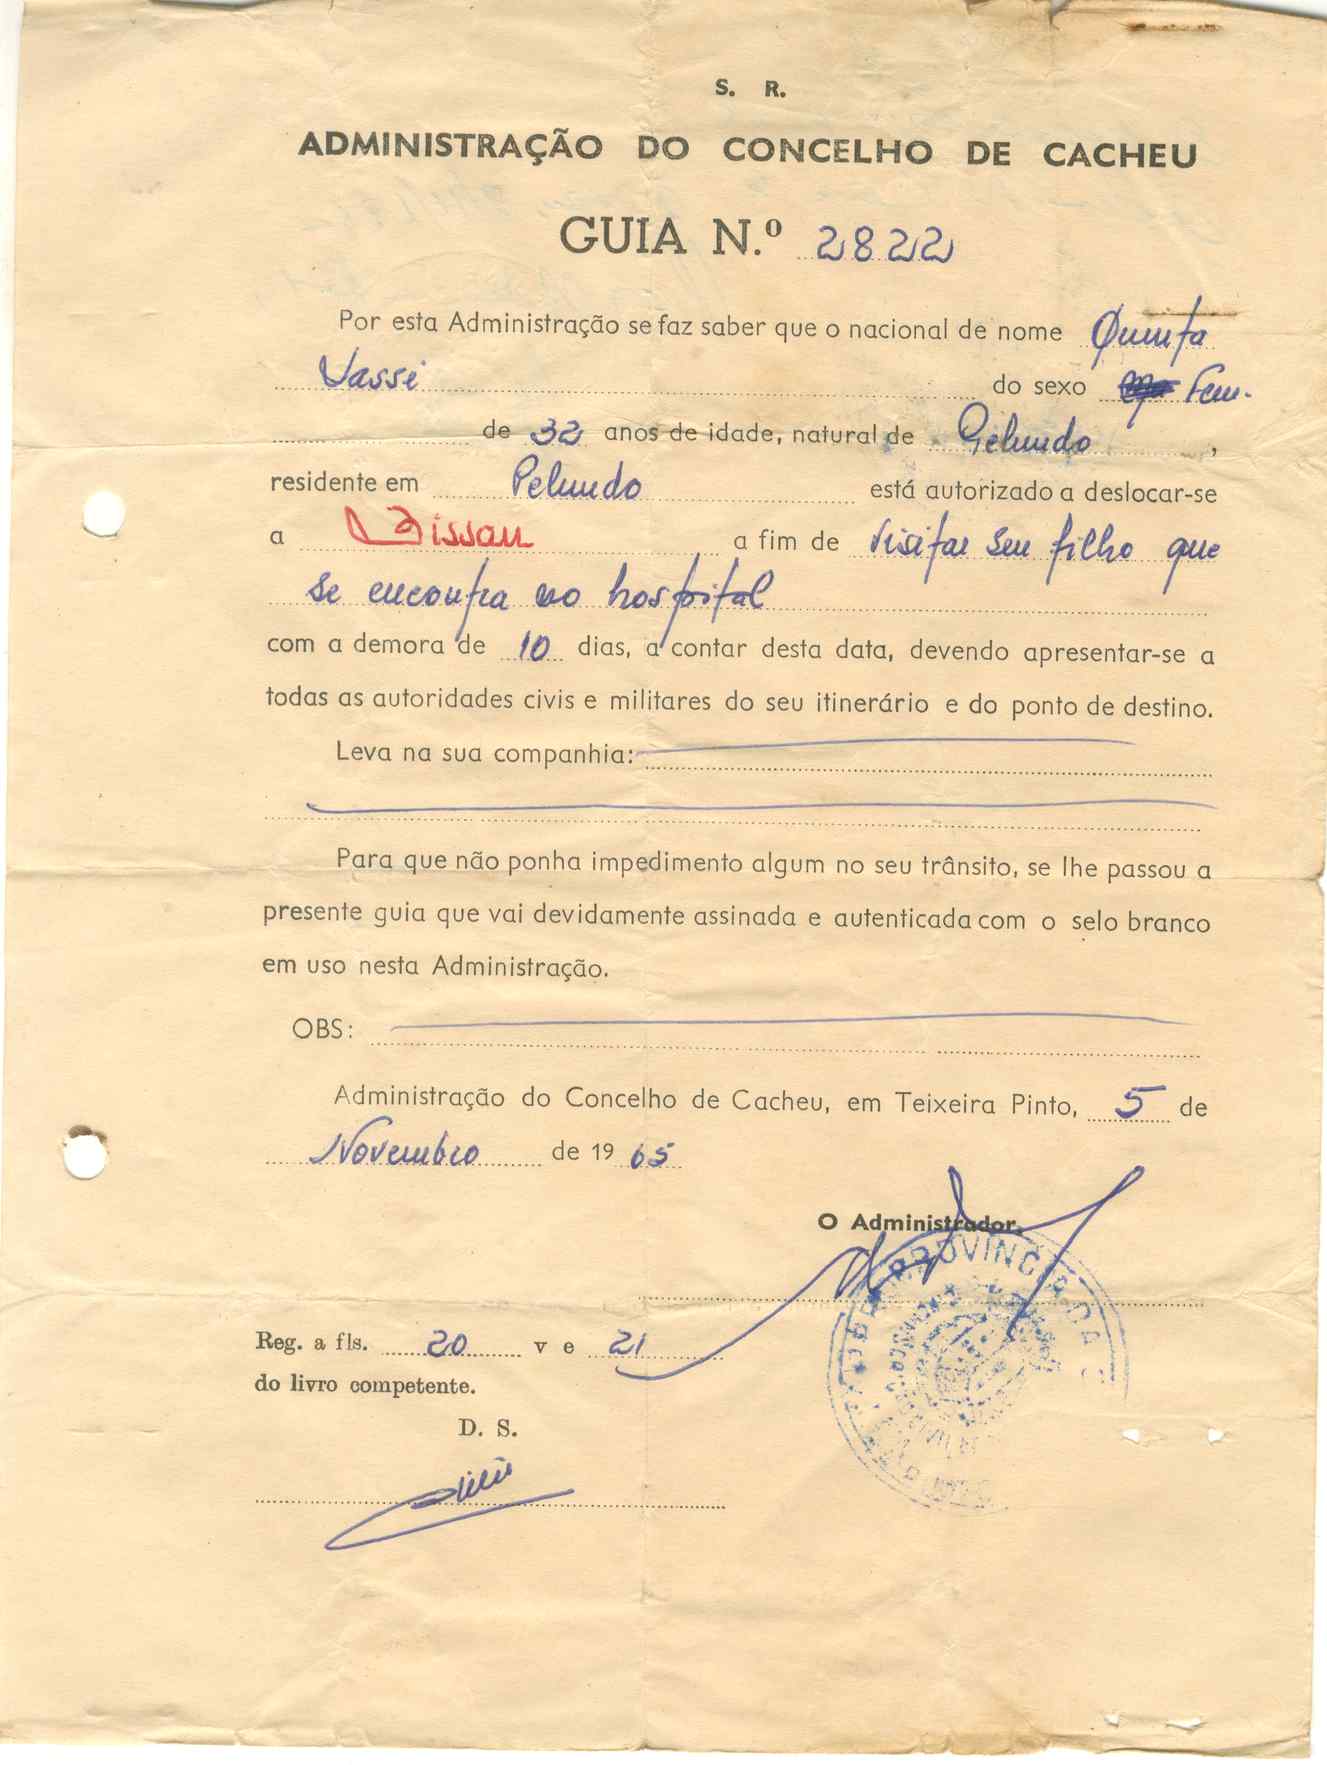 S. R.
ADMINISTRAÇÃO DO CONCELHO DE CACHEU
GUIA N.º 2822
Por esta Administração se faz saber que o nacional de nome Quinta
Vassi do sexo Fem.
de 32 anos de idade, natural de Pelundo,
residente em Pelundo está autorizado a deslocar-se
a Bissau a fim de visitar seu filho que
se encontra no hospital
com a demora de 10 dias, a contar desta data, devendo apresentar-se a
todas as autoridades civis e militares do seu itinerário e do ponto de destino.
Leva na sua companhia:
Para que não ponha impedimento algum no seu trânsito, se lhe passou a
presente guia que vai devidamente assinada e autenticada com o selo branco
em uso nesta Administração.
OBS:
Administração do Concelho de Cacheu, em Teixeira Pinto, 5 de
Novembro de 1965
O Administrador,
PROVINCIA DA
Reg. a fls. 20 v e 21
do livro competente.
D. S.